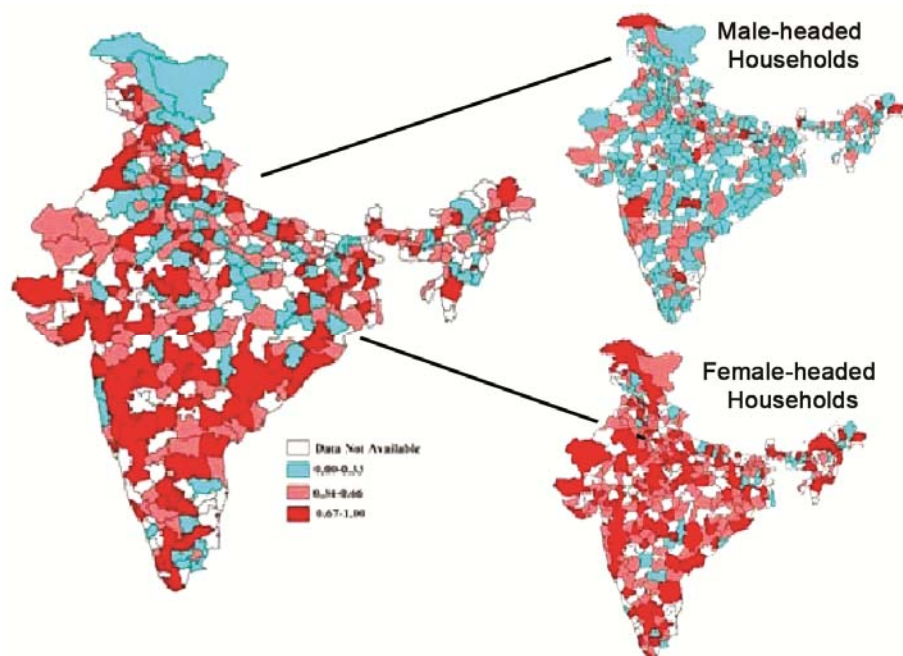 Male-headed
Households
Female-headed
Households
Data Not Available
0.00-0.33
0.34-0.66
0.67-1.00